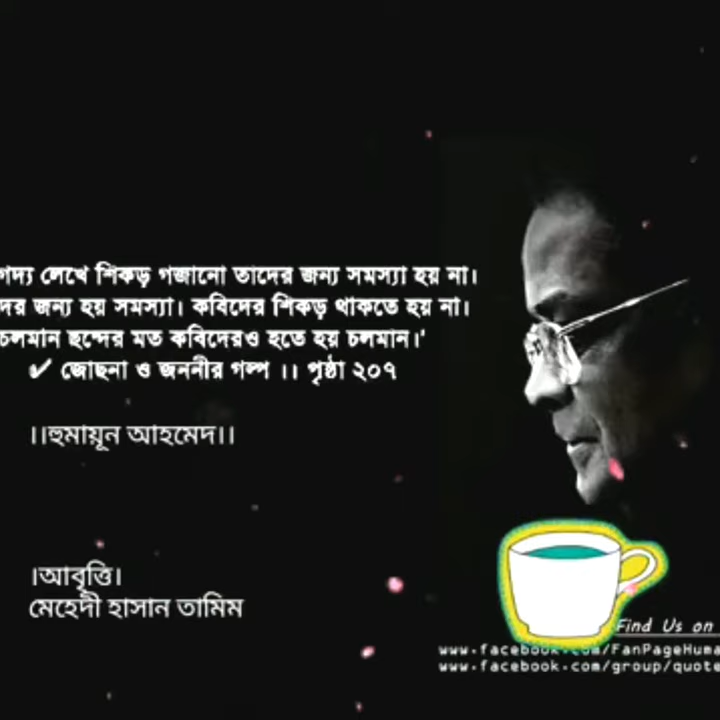 গদ্য লেখে শিকড় গজানো তাদের জন্য সমস্যা হয় না।
দের জন্য হয় সমস্যা। কবিদের শিকড় থাকতে হয় না।
চলমান ছন্দের মত কবিদেরও হতে হয় চলমান।'
✔ জোছনা ও জননীর গল্প ।। পৃষ্ঠা ২০৭
।।হুমায়ূন আহমেদ।।
।আবৃত্তি।
মেহেদী হাসান তামিম
Find Us on
www.facebook.com/FanPageHuma
www.facebook.com/group/quote